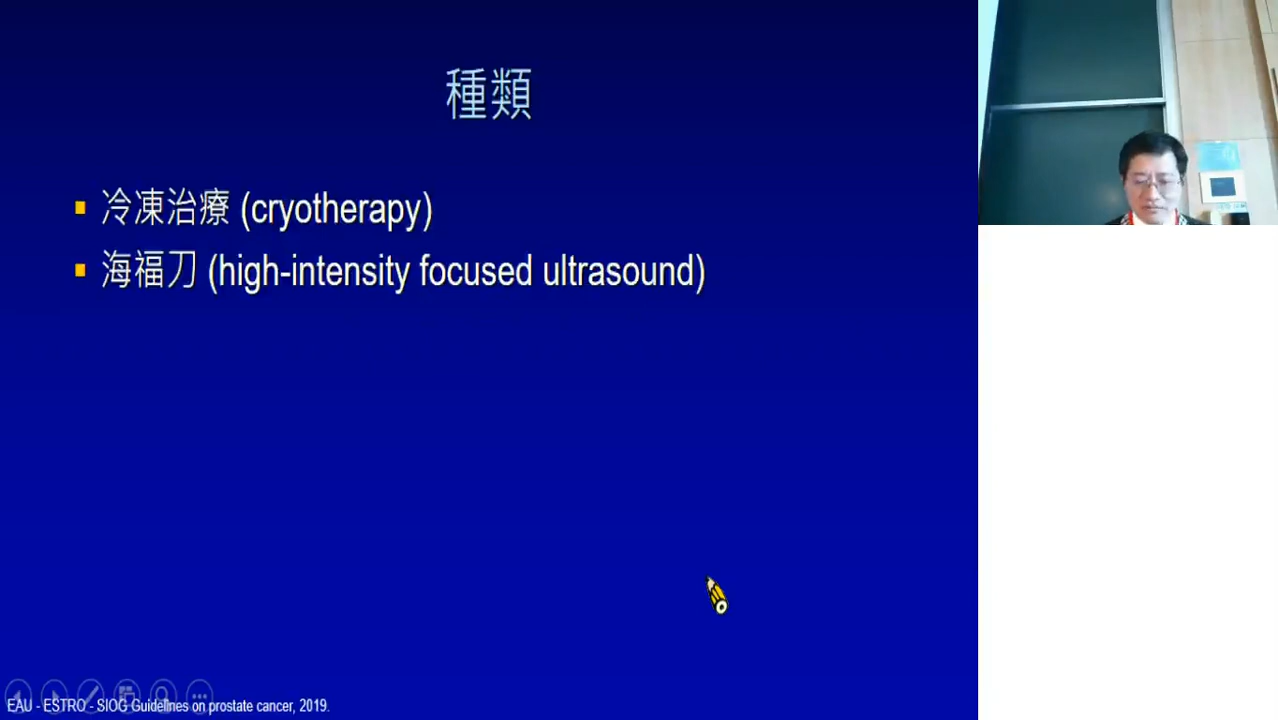 種類
冷凍治療 (cryotherapy)
海福刀 (high-intensity focused ultrasound)
EAU - ESTRO - SIOG Guidelines on prostate cancer, 2019.